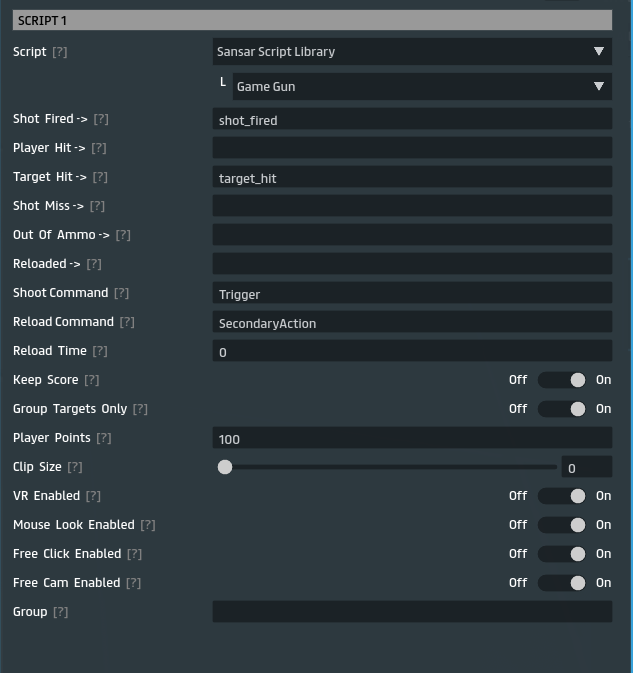 SCRIPT 1
Script [?] Sansar Script Library
Game Gun
Shot Fired -> [?] shot_fired
Player Hit -> [?]
Target Hit -> [?] target_hit
Shot Miss -> [?]
Out Of Ammo -> [?]
Reloaded -> [?]
Shoot Command [?] Trigger
Reload Command [?] SecondaryAction
Reload Time [?] 0
Keep Score [?] Off On
Group Targets Only [?] Off On
Player Points [?] 100
Clip Size [?] 0
VR Enabled [?] Off On
Mouse Look Enabled [?] Off On
Free Click Enabled [?] Off On
Free Cam Enabled [?] Off On
Group [?]